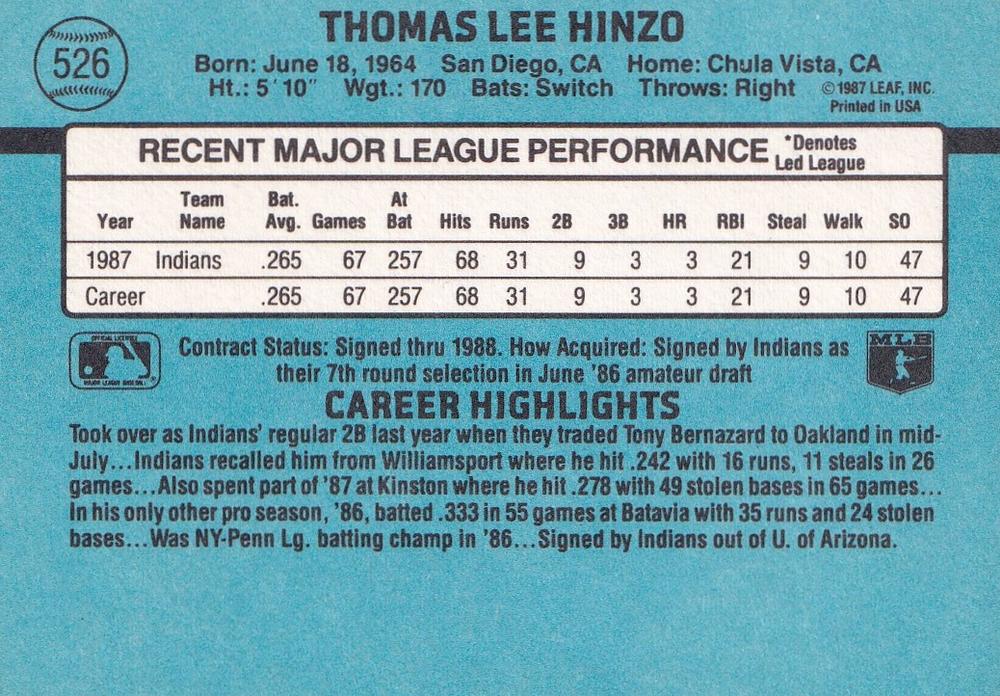 526
THOMAS LEE HINZO
Born: June 18, 1964 San Diego, CA Home: Chula Vista, CA
Ht.: 5' 10" Wgt.: 170 Bats: Switch Throws: Right ©1987 LEAF, INC.
Printed in USA
RECENT MAJOR LEAGUE PERFORMANCE *Denotes
Led League
Year Team Name Bat. Avg. Games At Bat Hits Runs 2B 3B HR RBI Steal Walk SO
1987 Indians .265 67 257 68 31 9 3 3 21 9 10 47
Career .265 67 257 68 31 9 3 3 21 9 10 47
OFFICIAL LICENSEE
MAJOR LEAGUE BASEBALL
MLB
Contract Status: Signed thru 1988. How Acquired: Signed by Indians as
their 7th round selection in June '86 amateur draft
CAREER HIGHLIGHTS
Took over as Indians' regular 2B last year when they traded Tony Bernazard to Oakland in mid-
July...Indians recalled him from Williamsport where he hit .242 with 16 runs, 11 steals in 26
games...Also spent part of '87 at Kinston where he hit .278 with 49 stolen bases in 65 games...
In his only other pro season, '86, batted .333 in 55 games at Batavia with 35 runs and 24 stolen
bases...Was NY-Penn Lg. batting champ in '86...Signed by Indians out of U. of Arizona.